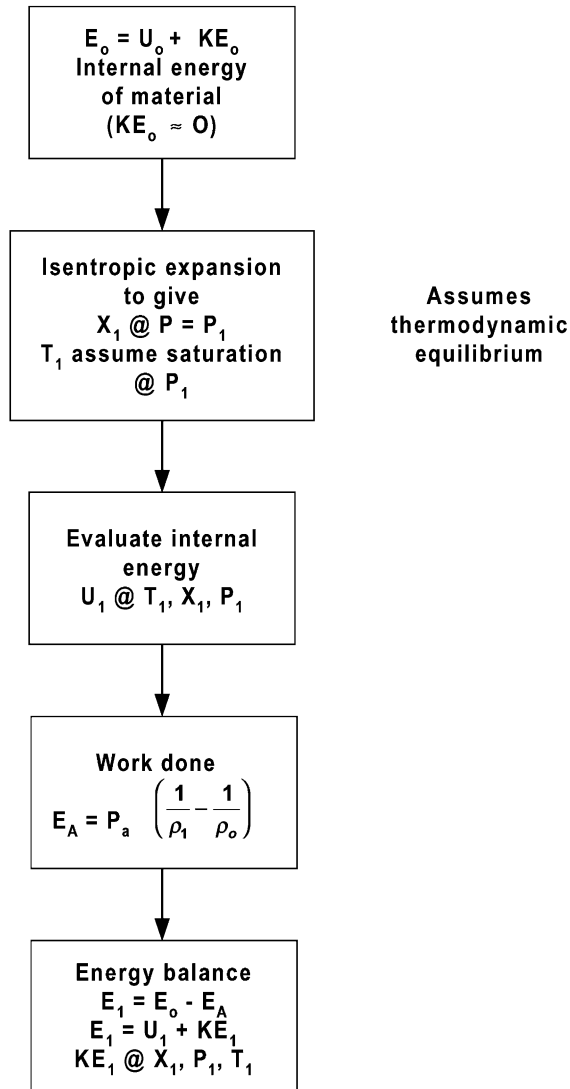 E₀ = U₀ + KE₀
Internal energy
of material
(KE₀ ≈ O)
Isentropic expansion
to give
X₁ @ P = P₁
T₁ assume saturation
@ P₁
Assumes
thermodynamic
equilibrium
Evaluate internal
energy
U₁ @ T₁, X₁, P₁
Work done
E_A = P_a (1/ρ₁ − 1/ρ₀)
Energy balance
E₁ = E₀ - E_A
E₁ = U₁ + KE₁
KE₁ @ X₁, P₁, T₁